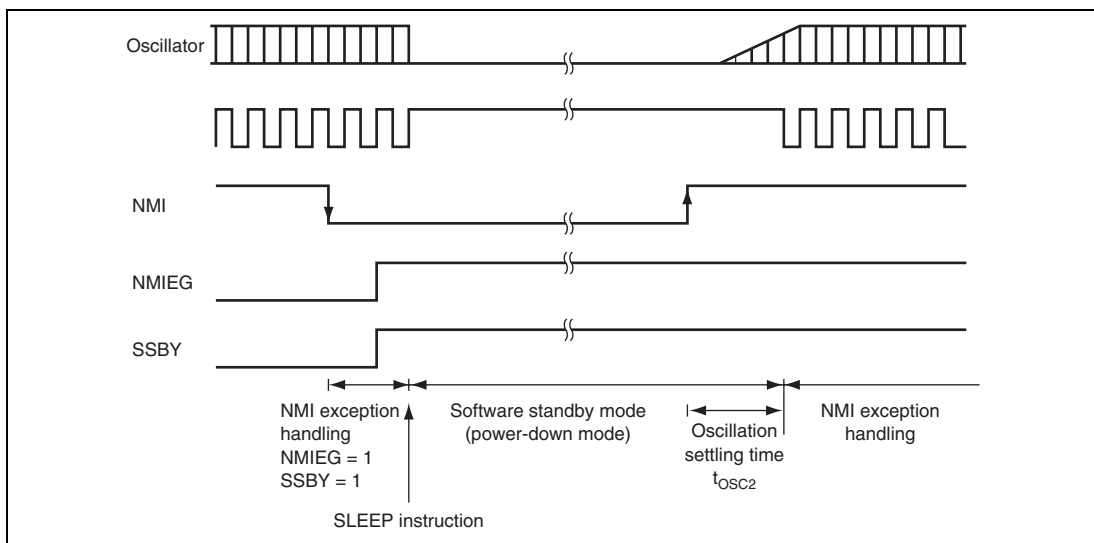 Oscillator
NMI
NMIEG
SSBY
NMI exception
handling
NMIEG = 1
SSBY = 1
Software standby mode
(power-down mode)
Oscillation
settling time
tOSC2
NMI exception
handling
SLEEP instruction